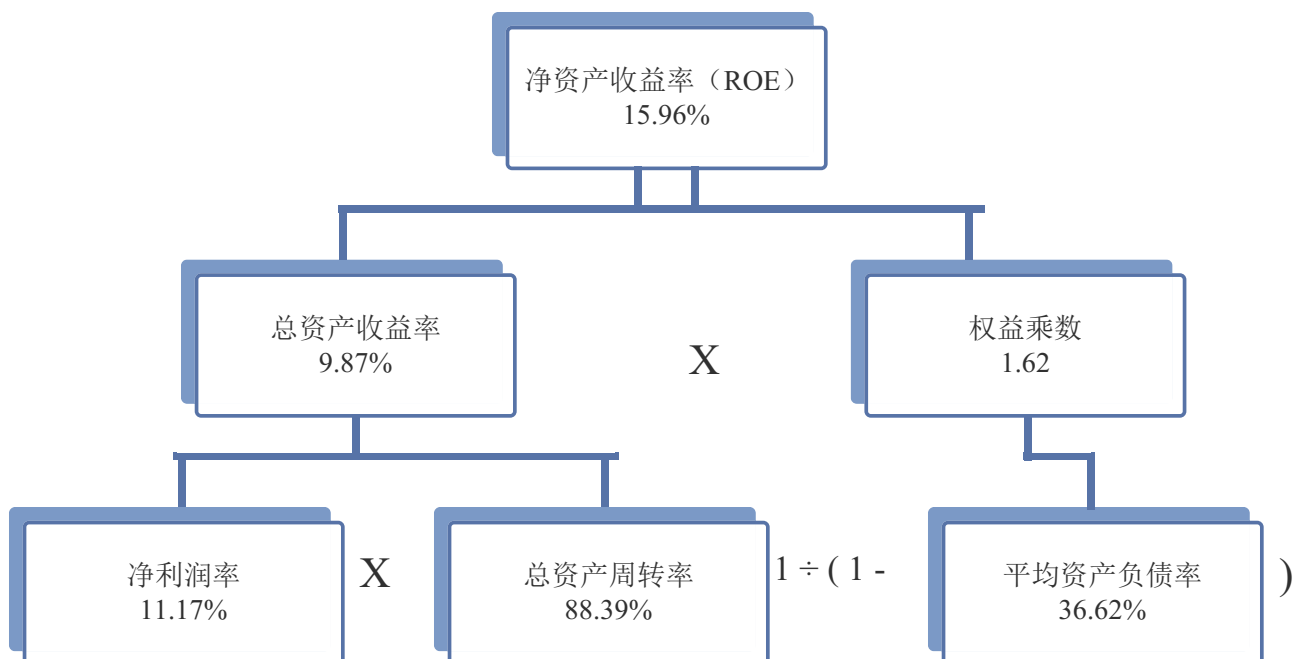 净资产收益率（ROE）
15.96%
总资产收益率
9.87%
X
权益乘数
1.62
净利润率
11.17%
X
总资产周转率
88.39%
1 ÷ ( 1 -
平均资产负债率
36.62%
)